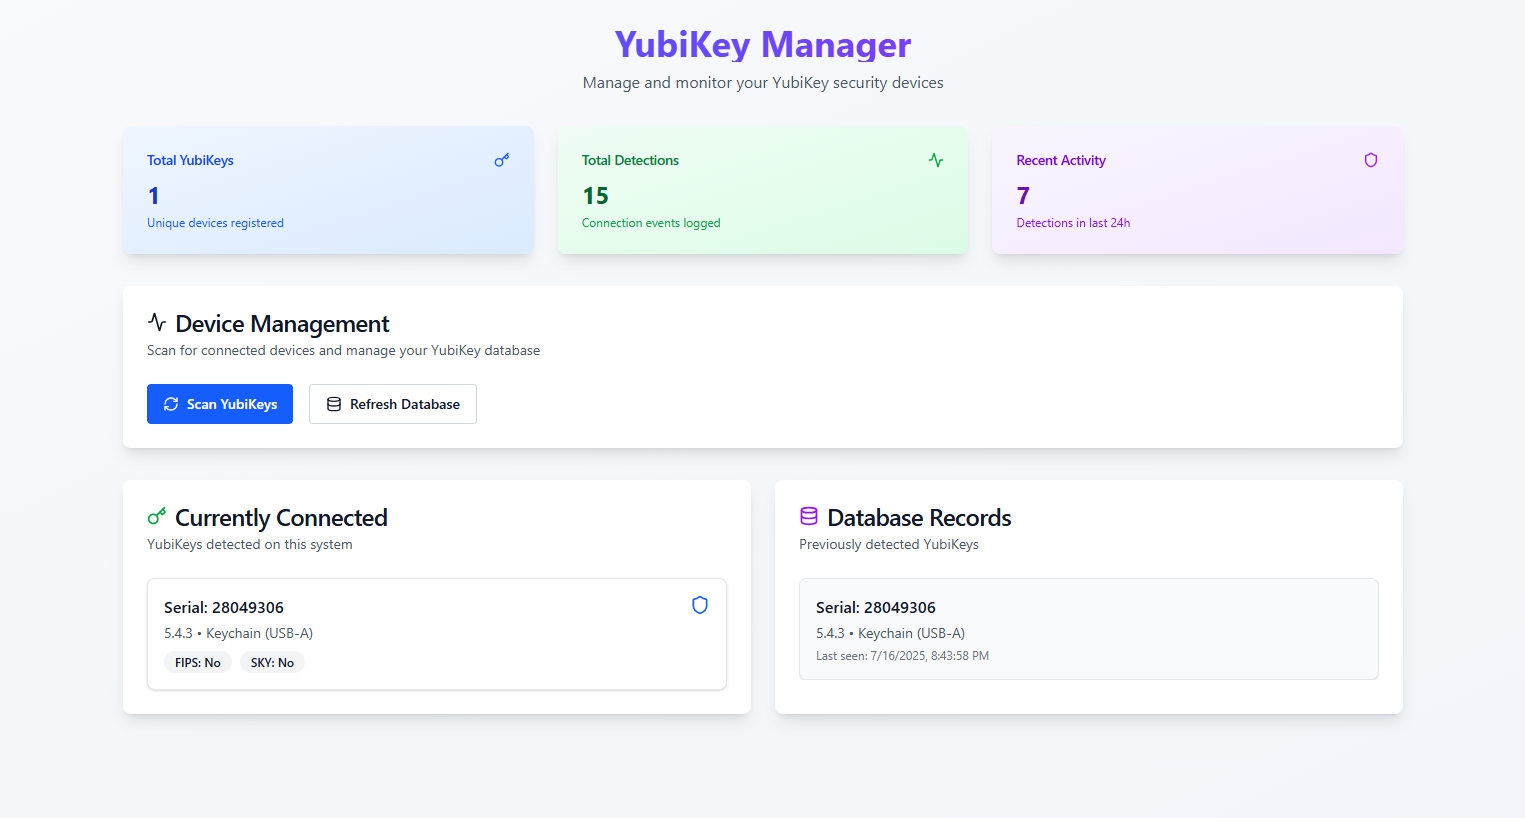 YubiKey Manager
Manage and monitor your YubiKey security devices
Total YubiKeys
1
Unique devices registered
Total Detections
15
Connection events logged
Recent Activity
7
Detections in last 24h
Device Management
Scan for connected devices and manage your YubiKey database
Scan YubiKeys
Refresh Database
Currently Connected
YubiKeys detected on this system
Serial: 28049306
5.4.3 • Keychain (USB-A)
FIPS: No
SKY: No
Database Records
Previously detected YubiKeys
Serial: 28049306
5.4.3 • Keychain (USB-A)
Last seen: 7/16/2025, 8:43:58 PM